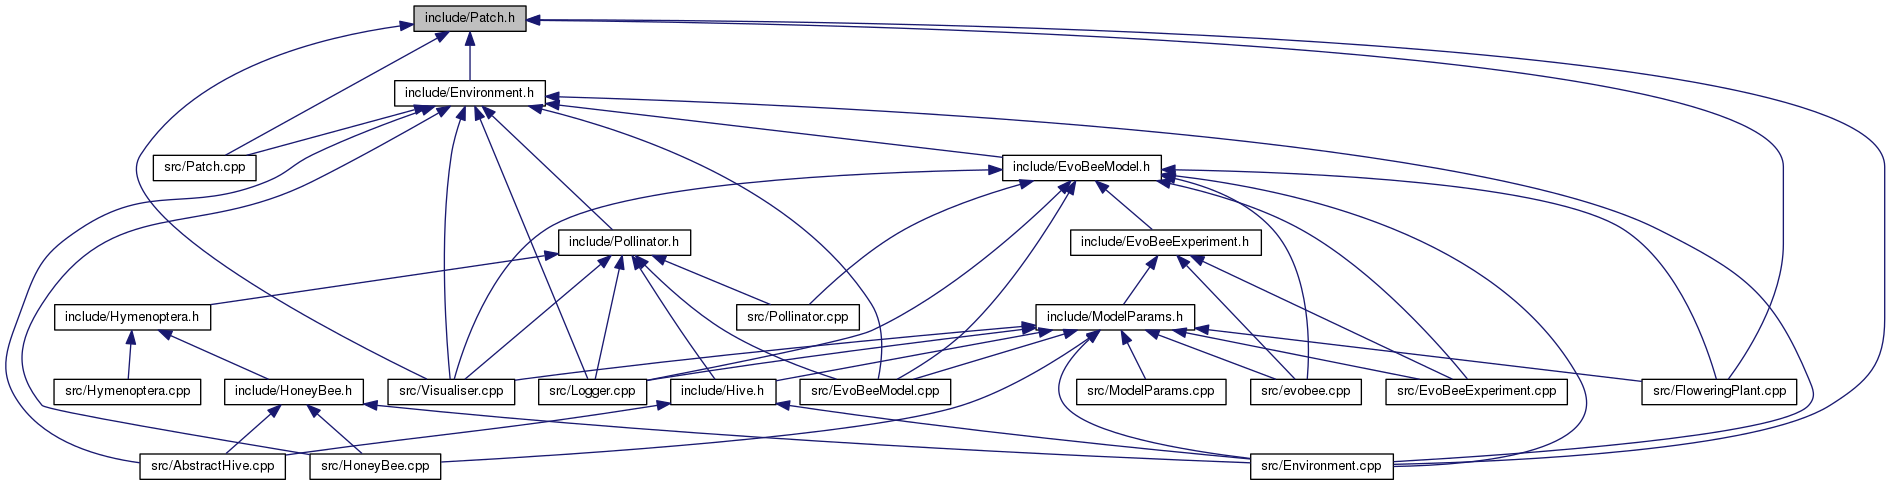 include/Patch.h
include/Environment.h
src/Patch.cpp
include/EvoBeeModel.h
include/Pollinator.h
include/EvoBeeExperiment.h
include/Hymenoptera.h
src/Pollinator.cpp
include/ModelParams.h
src/Hymenoptera.cpp
include/HoneyBee.h
src/Visualiser.cpp
src/Logger.cpp
include/Hive.h
src/EvoBeeModel.cpp
src/ModelParams.cpp
src/evobee.cpp
src/EvoBeeExperiment.cpp
src/FloweringPlant.cpp
src/AbstractHive.cpp
src/HoneyBee.cpp
src/Environment.cpp